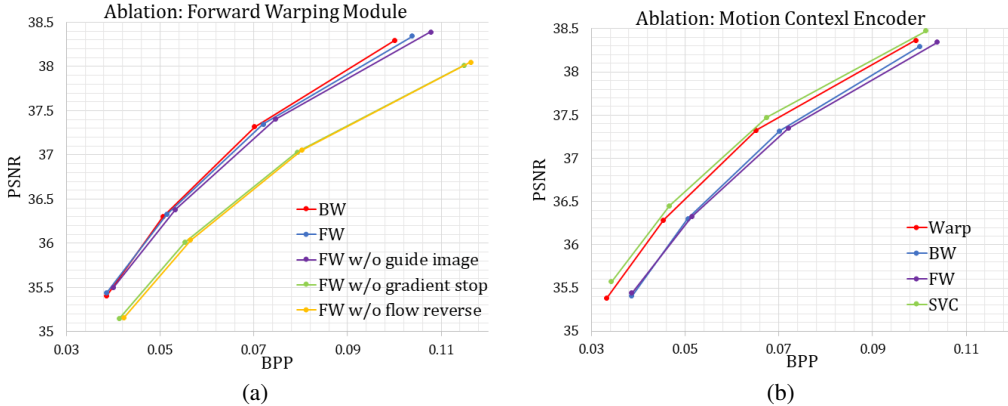 Ablation: Forward Warping Module
38.5
38
37.5
37
36.5
36
35.5
35
PSNR
BW
FW
FW w/o guide image
FW w/o gradient stop
FW w/o flow reverse
0.03
0.05
0.07
0.09
0.11
BPP
(a)
Ablation: Motion Contexl Encoder
38.5
38
37.5
37
36.5
36
35.5
35
PSNR
Warp
BW
FW
SVC
0.03
0.05
0.07
0.09
0.11
BPP
(b)